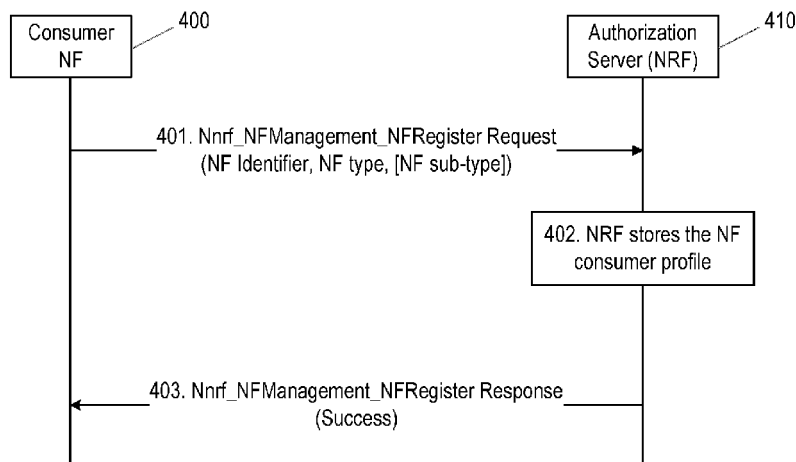 Consumer
NF
400
Authorization
Server (NRF)
410
401. Nnrf_NFManagement_NFRegister Request
(NF Identifier, NF type, [NF sub-type])
402. NRF stores the NF
consumer profile
403. Nnrf_NFManagement_NFRegister Response
(Success)